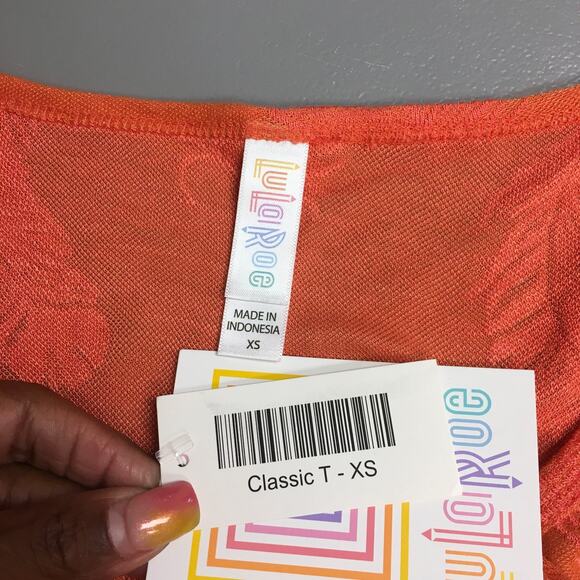 LuLaRoe
MADE IN
INDONESIA
XS
Classic T - XS
LuLaRoe